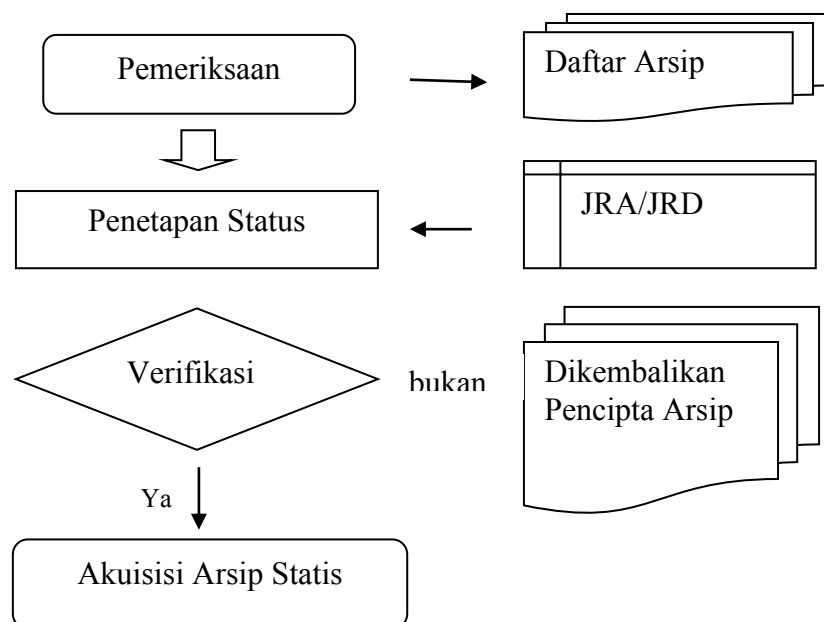 Pemeriksaan
Daftar Arsip
Penetapan Status
JRA/JRD
Verifikasi
bukan
Dikembalikan
Pencipta Arsip
Ya
Akuisisi Arsip Statis